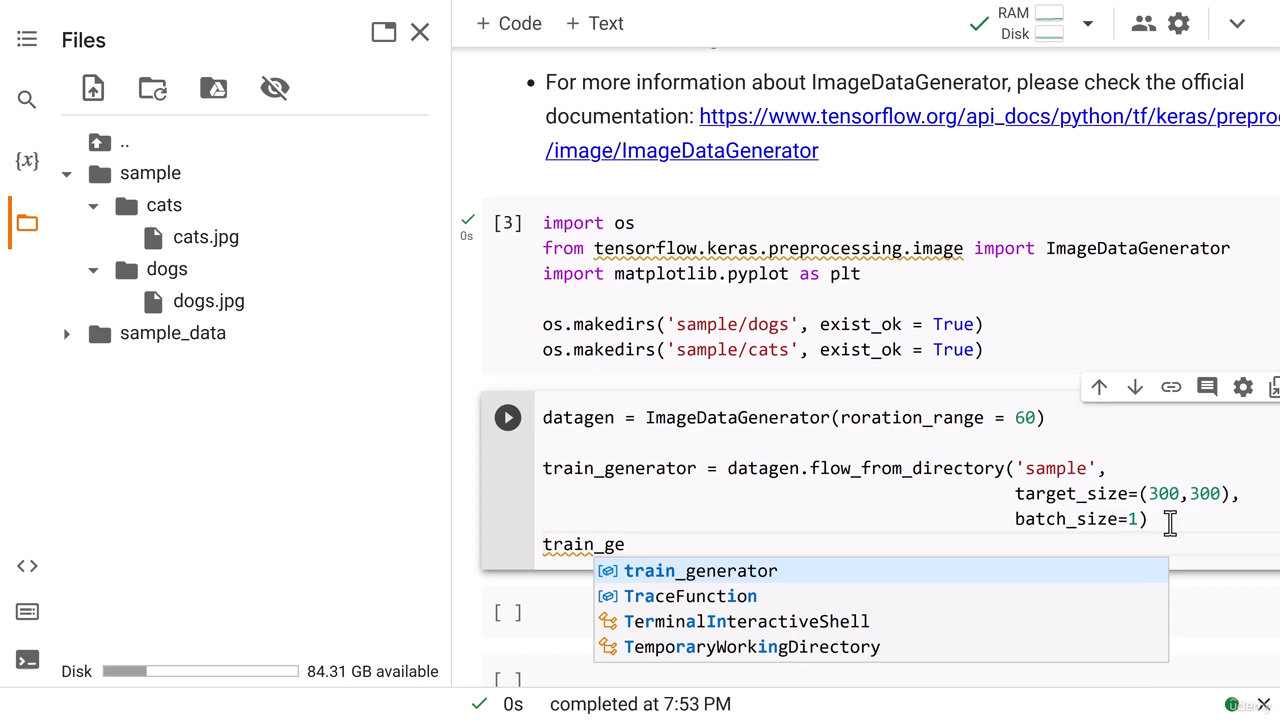 Files
..
sample
cats
cats.jpg
dogs
dogs.jpg
sample_data
{x}
Disk 84.31 GB available
+ Code + Text
RAM
Disk
• For more information about ImageDataGenerator, please check the official
documentation: https://www.tensorflow.org/api_docs/python/tf/keras/prepro
/image/ImageDataGenerator
[3] import os
0s
from tensorflow.keras.preprocessing.image import ImageDataGenerator
import matplotlib.pyplot as plt
os.makedirs('sample/dogs', exist_ok = True)
os.makedirs('sample/cats', exist_ok = True)
datagen = ImageDataGenerator(roration_range = 60)
train_generator = datagen.flow_from_directory('sample',
target_size=(300,300),
batch_size=1)
train_ge
train_generator
TraceFunction
TerminalInteractiveShell
TemporaryWorkingDirectory
[ ]
[ ]
0s completed at 7:53 PM
udemy